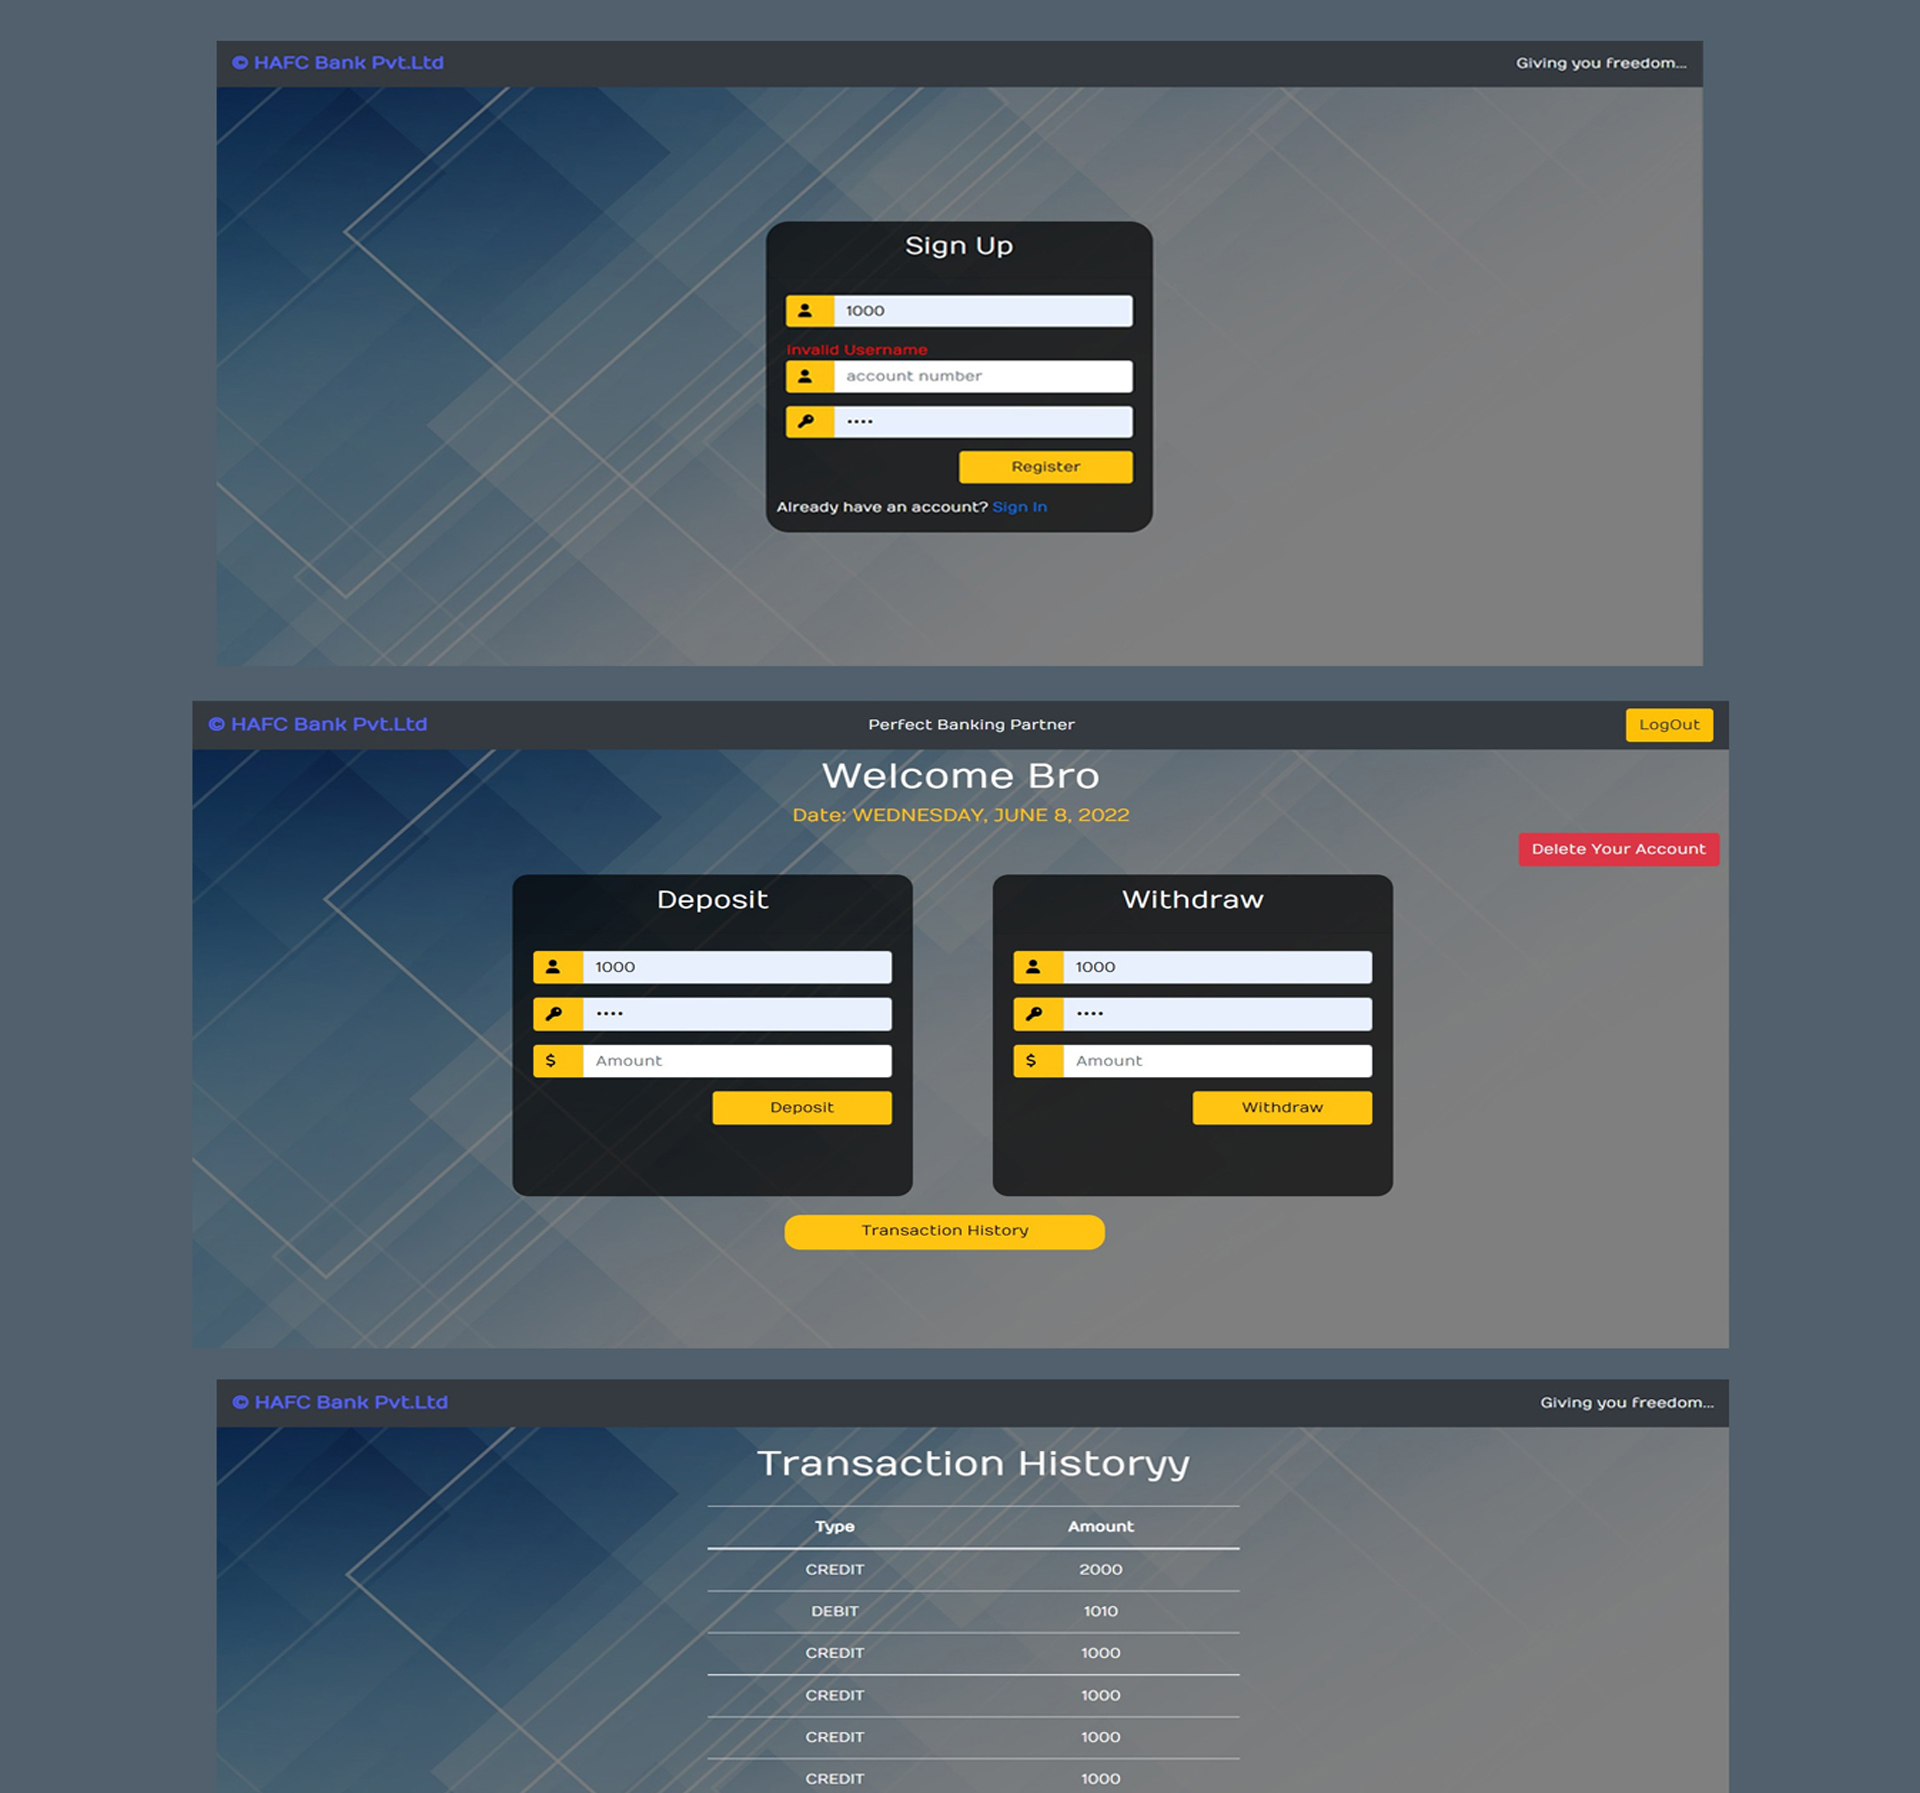 © HAFC Bank Pvt.Ltd
Giving you freedom...
Sign Up
1000
Invalid Username
account number
••••
Register
Already have an account? Sign In
© HAFC Bank Pvt.Ltd
Perfect Banking Partner
LogOut
Welcome Bro
Date: WEDNESDAY, JUNE 8, 2022
Delete Your Account
Deposit
1000
••••
$ Amount
Deposit
Withdraw
1000
••••
$ Amount
Withdraw
Transaction History
© HAFC Bank Pvt.Ltd
Giving you freedom...
Transaction Historyy
Type Amount
CREDIT 2000
DEBIT 1010
CREDIT 1000
CREDIT 1000
CREDIT 1000
CREDIT 1000